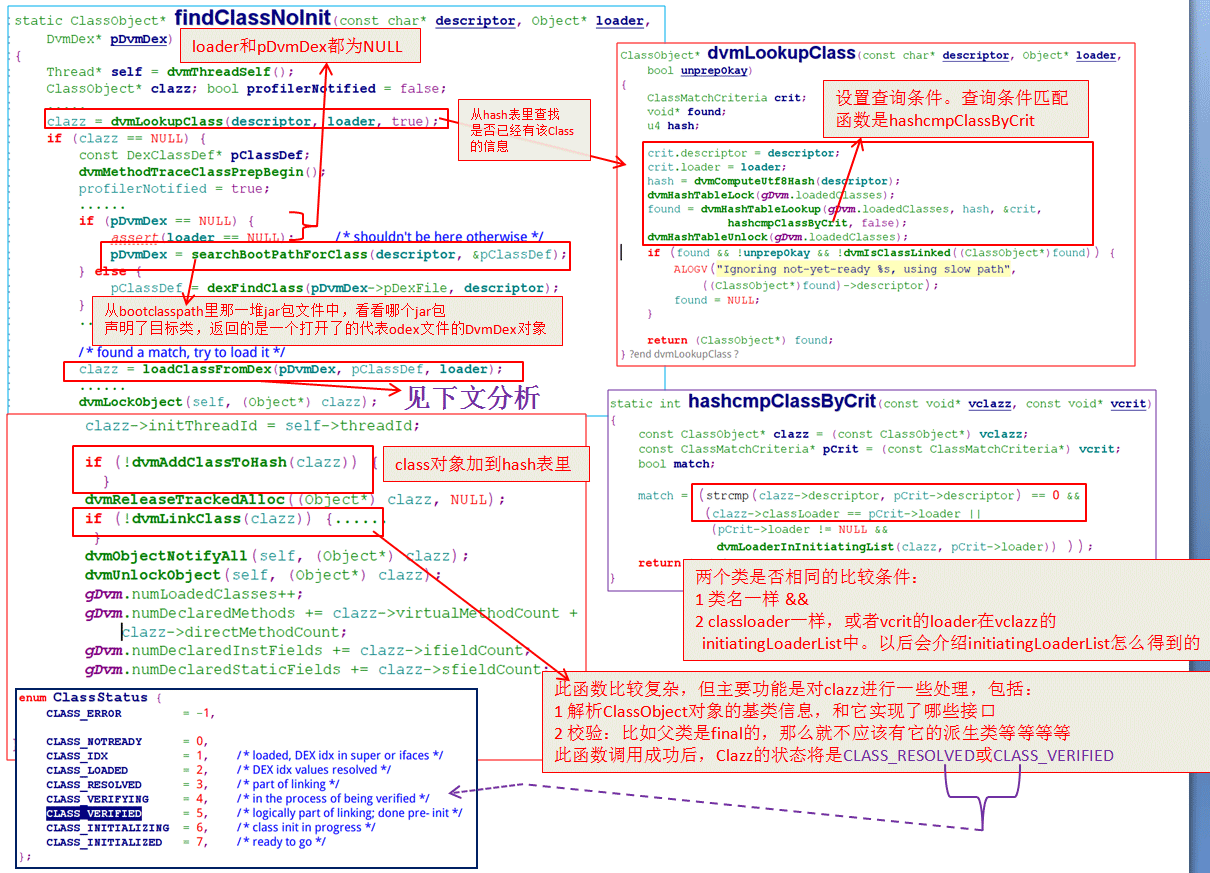 static ClassObject* findClassNoInit(const char* descriptor, Object* loader,
DvmDex* pDvmDex)
loader和pDvmDex都为NULL
{
Thread* self = dvmThreadSelf();
ClassObject* clazz; bool profilerNotified = false;
.....
clazz = dvmLookupClass(descriptor, loader, true);
从hash表里查找
是否已经有该Class
的信息
if (clazz == NULL) {
const DexClassDef* pClassDef;
dvmMethodTraceClassPrepBegin();
profilerNotified = true;
......
if (pDvmDex == NULL) {
assert(loader == NULL); /* shouldn't be here otherwise */
pDvmDex = searchBootPathForClass(descriptor, &pClassDef);
} else {
pClassDef = dexFindClass(pDvmDex->pDexFile, descriptor);
}
从bootclasspath里那一堆jar包文件中，看看哪个jar包
声明了目标类，返回的是一个打开了的代表odex文件的DvmDex对象
..
/* found a match, try to load it */
clazz = loadClassFromDex(pDvmDex, pClassDef, loader);
......
见下文分析
dvmLockObject(self, (Object*) clazz);
clazz->initThreadId = self->threadId;
if (!dvmAddClassToHash(clazz)) {
}
class对象加到hash表里
dvmReleaseTrackedAlloc((Object*) clazz, NULL);
if (!dvmLinkClass(clazz)) {......
}
dvmObjectNotifyAll(self, (Object*) clazz);
dvmUnlockObject(self, (Object*) clazz);
gDvm.numLoadedClasses++;
gDvm.numDeclaredMethods += clazz->virtualMethodCount +
clazz->directMethodCount;
gDvm.numDeclaredInstFields += clazz->ifieldCount;
gDvm.numDeclaredStaticFields += clazz->sfieldCount;
ClassObject* dvmLookupClass(const char* descriptor, Object* loader,
bool unprepOkay)
{
ClassMatchCriteria crit;
void* found;
u4 hash;
设置查询条件。查询条件匹配
函数是hashcmpClassByCrit
crit.descriptor = descriptor;
crit.loader = loader;
hash = dvmComputeUtf8Hash(descriptor);
dvmHashTableLock(gDvm.loadedClasses);
found = dvmHashTableLookup(gDvm.loadedClasses, hash, &crit,
hashcmpClassByCrit, false);
dvmHashTableUnlock(gDvm.loadedClasses);
if (found && !unprepOkay && !dvmIsClassLinked((ClassObject*)found)) {
ALOGV("Ignoring not-yet-ready %s, using slow path",
((ClassObject*)found)->descriptor);
found = NULL;
}
return (ClassObject*) found;
} ?end dvmLookupClass ?
static int hashcmpClassByCrit(const void* vclazz, const void* vcrit)
{
const ClassObject* clazz = (const ClassObject*) vclazz;
const ClassMatchCriteria* pCrit = (const ClassMatchCriteria*) vcrit;
bool match;
match = (strcmp(clazz->descriptor, pCrit->descriptor) == 0 &&
(clazz->classLoader == pCrit->loader ||
(pCrit->loader != NULL &&
dvmLoaderInInitiatingList(clazz, pCrit->loader)) ));
return
}
两个类是否相同的比较条件：
1 类名一样 &&
2 classloader一样，或者vcrit的loader在vclazz的
initiatingLoaderList中。以后会介绍initiatingLoaderList怎么得到的
此函数比较复杂，但主要功能是对clazz进行一些处理，包括：
1 解析ClassObject对象的基类信息，和它实现了哪些接口
2 校验：比如父类是final的，那么就不应该有它的派生类等等等等
此函数调用成功后，Clazz的状态将是CLASS_RESOLVED或CLASS_VERIFIED
enum ClassStatus {
CLASS_ERROR = -1,
CLASS_NOTREADY = 0,
CLASS_IDX = 1, /* loaded, DEX idx in super or ifaces */
CLASS_LOADED = 2, /* DEX idx values resolved */
CLASS_RESOLVED = 3, /* part of linking */
CLASS_VERIFYING = 4, /* in the process of being verified */
CLASS_VERIFIED = 5, /* logically part of linking; done pre- init */
CLASS_INITIALIZING = 6, /* class init in progress */
CLASS_INITIALIZED = 7, /* ready to go */
};